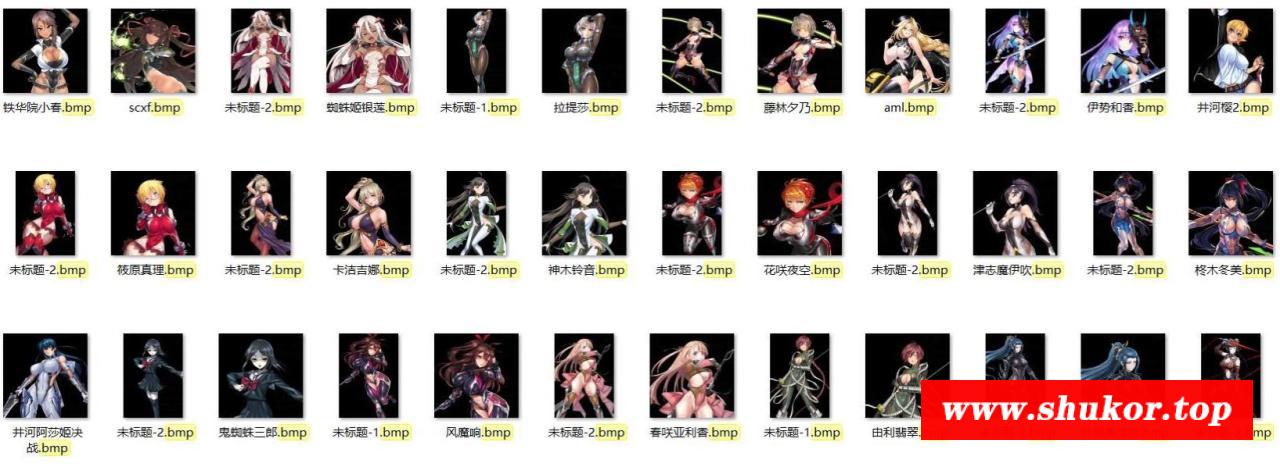 铁华院小春.bmp
scxf.bmp
未标题-2.bmp
蜘蛛姬银莲.bmp
未标题-1.bmp
拉提莎.bmp
未标题-2.bmp
藤林夕乃.bmp
aml.bmp
未标题-2.bmp
伊势和香.bmp
井河樱2.bmp
未标题-2.bmp
筱原真理.bmp
未标题-2.bmp
卡洁吉娜.bmp
未标题-2.bmp
神木铃音.bmp
未标题-2.bmp
花咲夜空.bmp
未标题-2.bmp
津志魔伊吹.bmp
未标题-2.bmp
柊木冬美.bmp
井河阿莎姬决
战.bmp
未标题-2.bmp
鬼蜘蛛三郎.bmp
未标题-1.bmp
风魔响.bmp
未标题-2.bmp
春咲亚利香.bmp
未标题-1.bmp
由利翡翠
www.shukor.top
mp